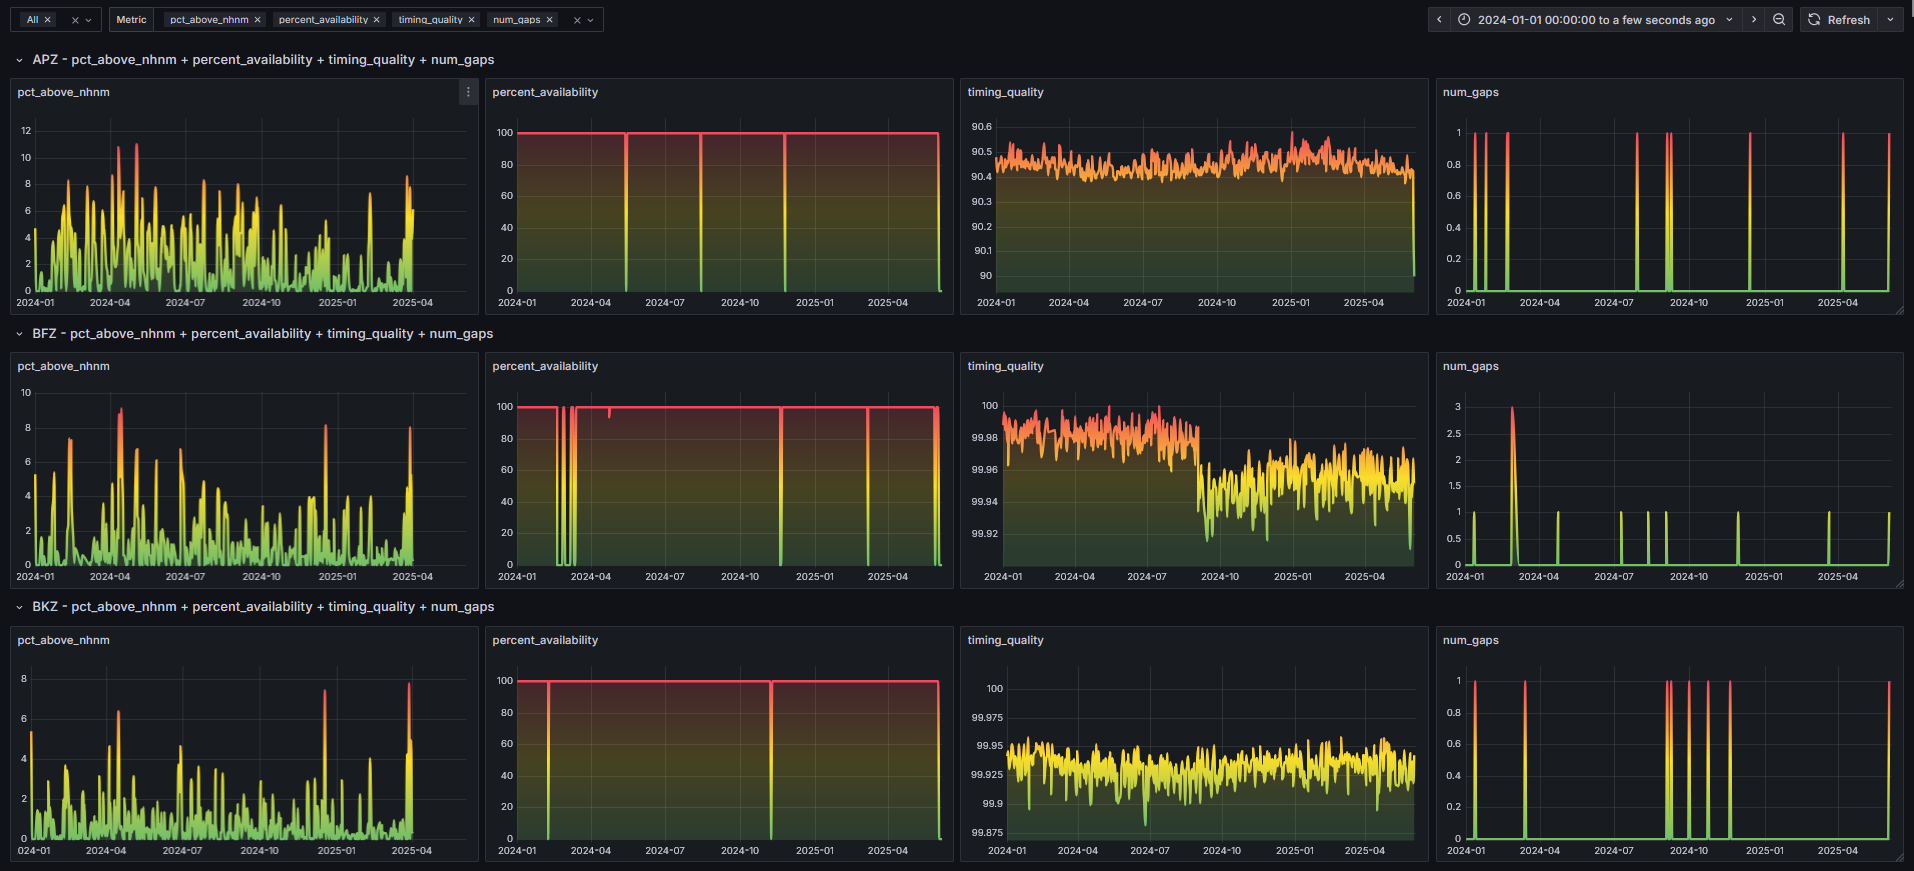 All × × Metric pct_above_nhnm × percent_availability × timing_quality × num_gaps × × 2024-01-01 00:00:00 to a few seconds ago Refresh
APZ - pct_above_nhnm + percent_availability + timing_quality + num_gaps
pct_above_nhnm
12
10
8
6
4
2
0
2024-01 2024-04 2024-07 2024-10 2025-01 2025-04
percent_availability
100
80
60
40
20
0
2024-01 2024-04 2024-07 2024-10 2025-01 2025-04
timing_quality
90.6
90.5
90.4
90.3
90.2
90.1
90
2024-01 2024-04 2024-07 2024-10 2025-01 2025-04
num_gaps
1
0.8
0.6
0.4
0.2
0
2024-01 2024-04 2024-07 2024-10 2025-01 2025-04
BFZ - pct_above_nhnm + percent_availability + timing_quality + num_gaps
pct_above_nhnm
10
8
6
4
2
0
2024-01 2024-04 2024-07 2024-10 2025-01 2025-04
percent_availability
100
80
60
40
20
0
2024-01 2024-04 2024-07 2024-10 2025-01 2025-04
timing_quality
100
99.98
99.96
99.94
99.92
2024-01 2024-04 2024-07 2024-10 2025-01 2025-04
num_gaps
3
2.5
2
1.5
1
0.5
0
2024-01 2024-04 2024-07 2024-10 2025-01 2025-04
BKZ - pct_above_nhnm + percent_availability + timing_quality + num_gaps
pct_above_nhnm
8
6
4
2
0
024-01 2024-04 2024-07 2024-10 2025-01 2025-04
percent_availability
100
80
60
40
20
0
2024-01 2024-04 2024-07 2024-10 2025-01 2025-04
timing_quality
100
99.975
99.95
99.925
99.9
99.875
2024-01 2024-04 2024-07 2024-10 2025-01 2025-04
num_gaps
1
0.8
0.6
0.4
0.2
0
2024-01 2024-04 2024-07 2024-10 2025-01 2025-04